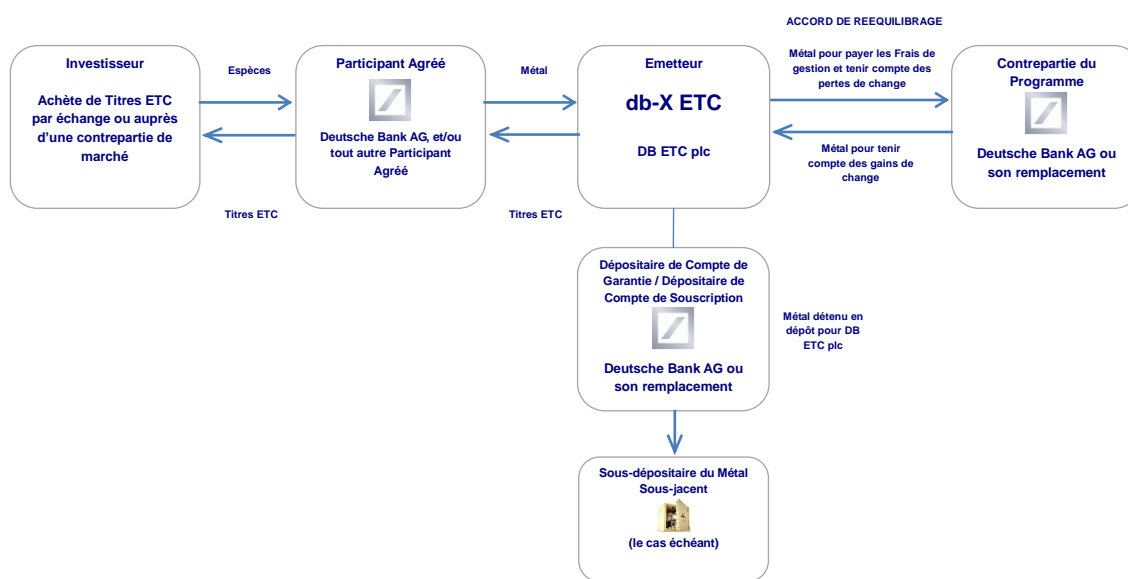 ACCORD DE REEQUILIBRAGE
Investisseur
Achète de Titres ETC
par échange ou auprès
d'une contrepartie de
marché
Espèces
Titres ETC
Participant Agréé
Deutsche Bank AG, et/ou
tout autre Participant
Agréé
Métal
Titres ETC
Emetteur
db-X ETC
DB ETC plc
Métal pour payer les Frais de
gestion et tenir compte des
pertes de change
Métal pour tenir
compte des gains de
change
Contrepartie du
Programme
Deutsche Bank AG ou
son remplacement
Dépositaire de Compte de
Garantie / Dépositaire de
Compte de Souscription
Deutsche Bank AG ou
son remplacement
Métal détenu en
dépôt pour DB
ETC plc
Sous-dépositaire du Métal
Sous-jacent
(le cas échéant)